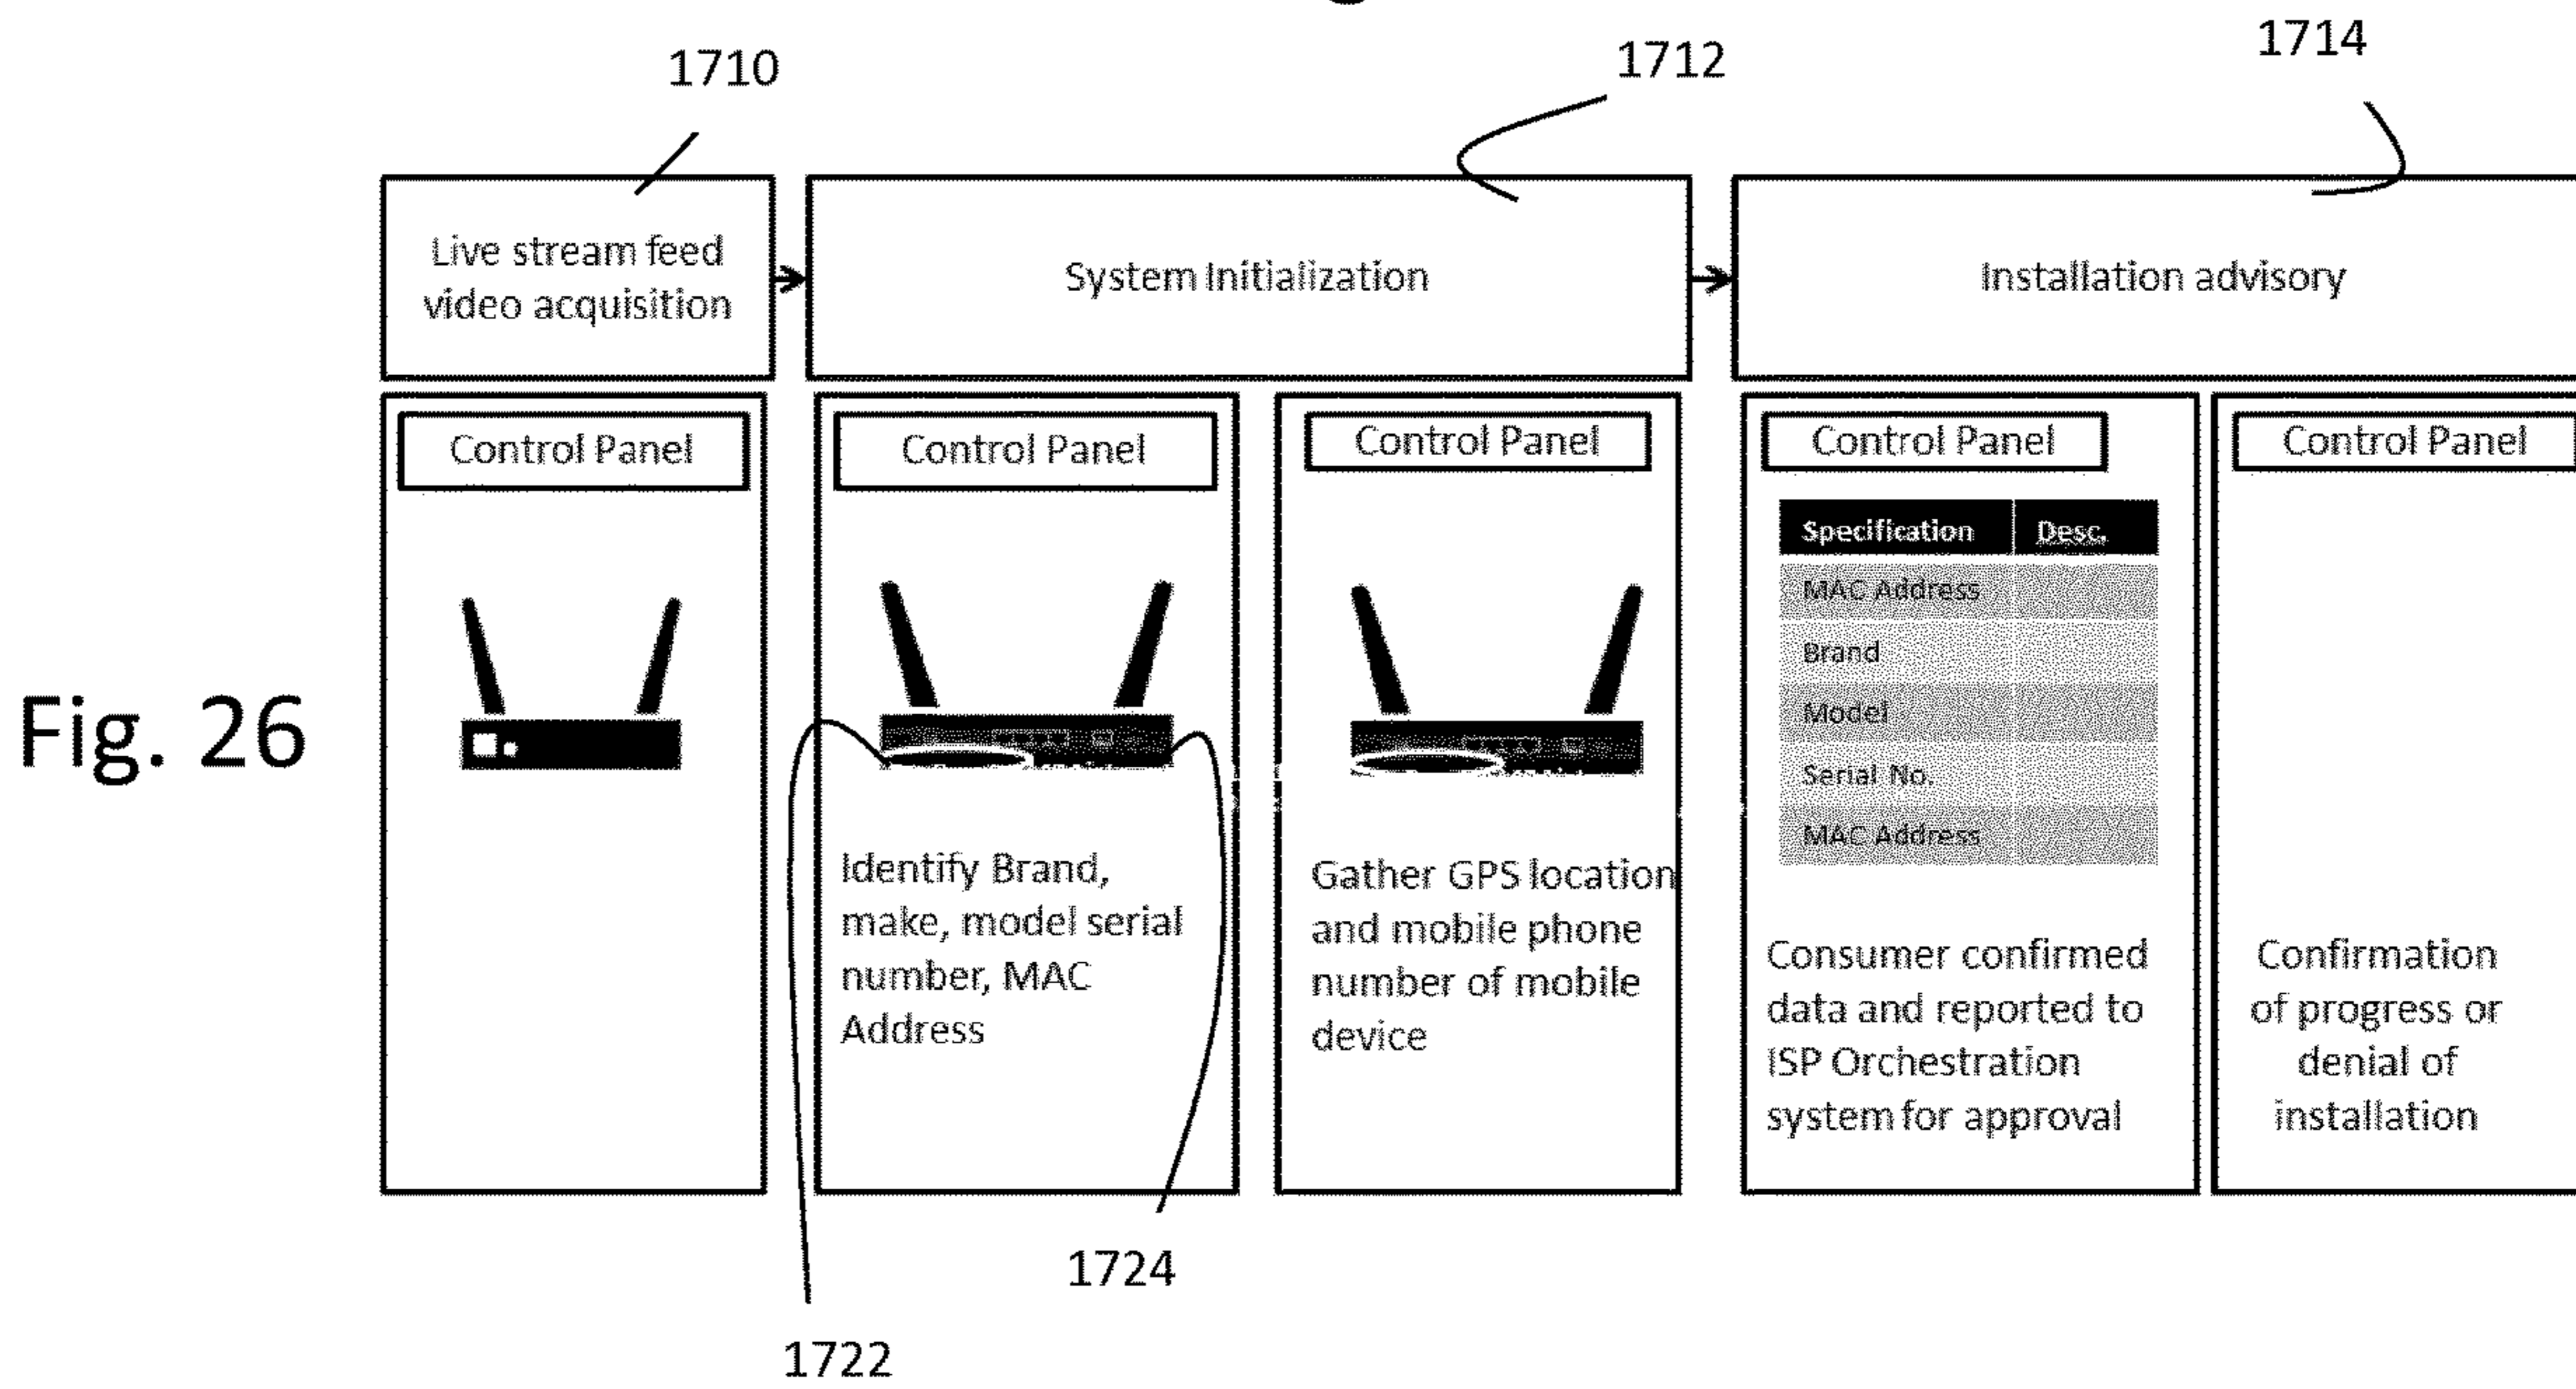 1710
1712
1714
Live stream feed
video acquisition
System Initialization
Installation advisory
Fig. 26
Control Panel
Control Panel
Identify Brand,
make, model serial
number, MAC
Address
Control Panel
Gather GPS location
and mobile phone
number of mobile
device
Control Panel
Specification Desc.
MAC Address
Brand
Model
Serial No.
MAC Address
Consumer confirmed
data and reported to
ISP Orchestration
system for approval
Control Panel
Confirmation
of progress or
denial of
installation
1724
1722